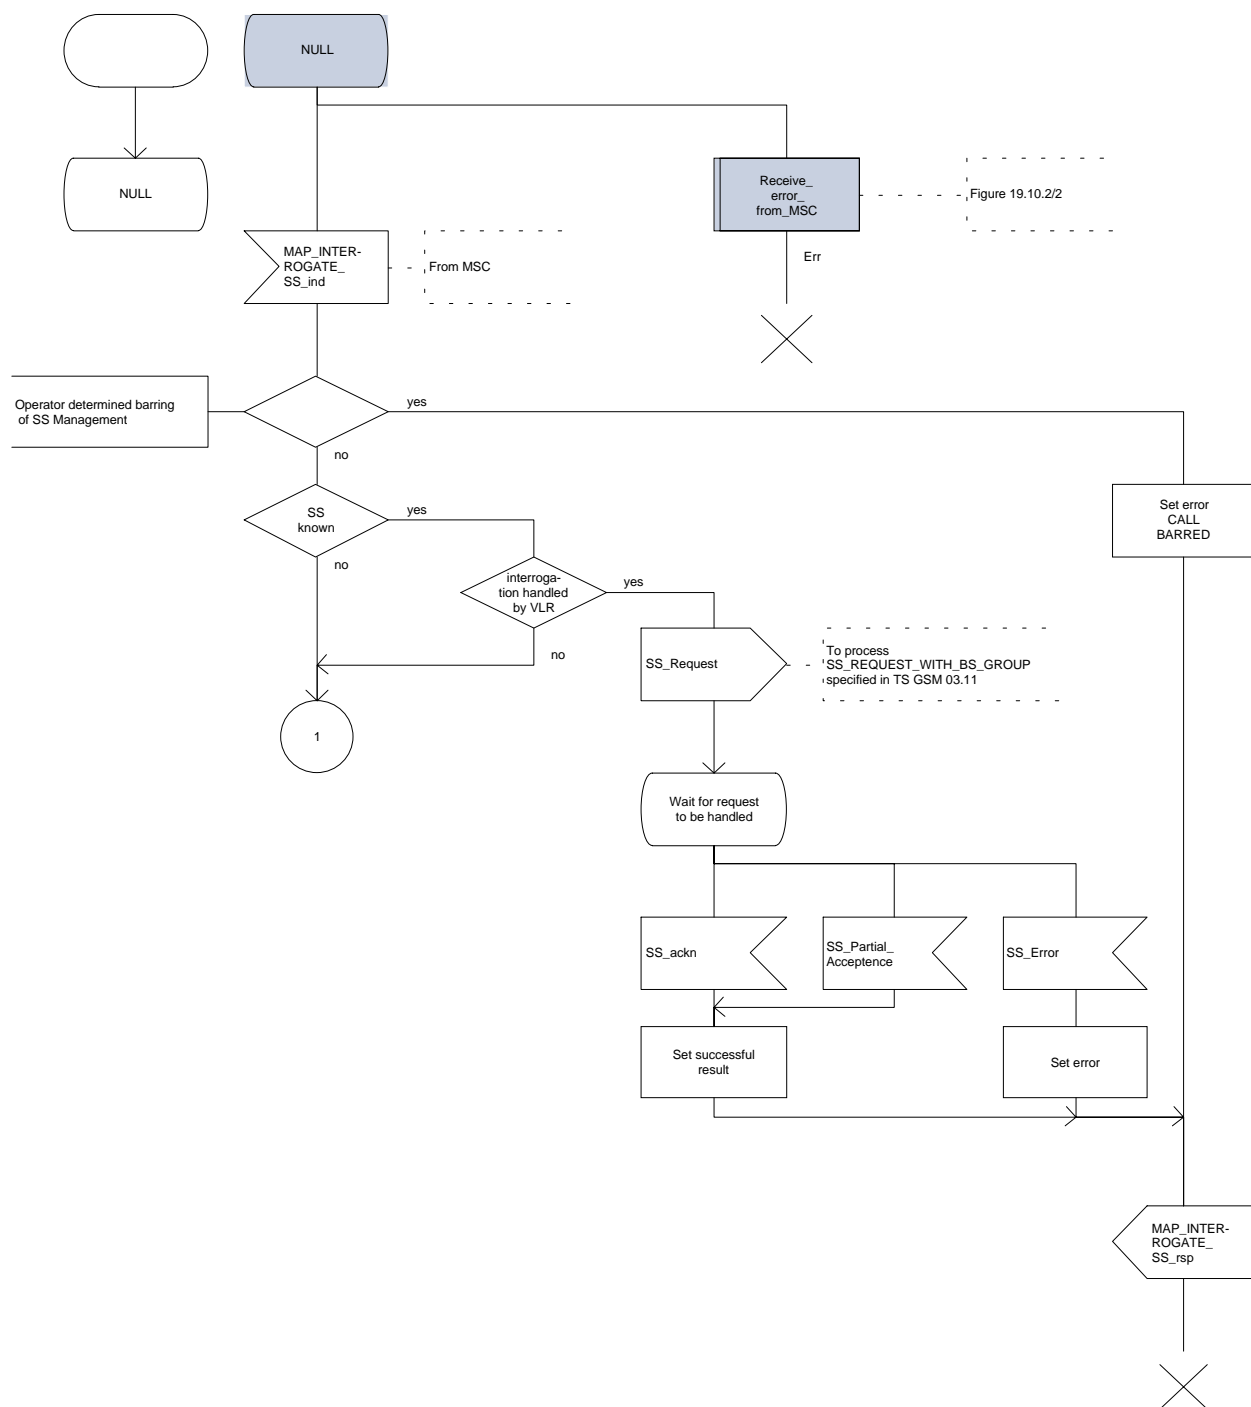 NULL
NULL
Receive_
error_
from_MSC
Figure 19.10.2/2
MAP_INTER-
ROGATE_
SS_ind
From MSC
Err
Operator determined barring
of SS Management
yes
no
SS
known
yes
Set error
CALL
BARRED
no
interroga-
tion handled
by VLR
yes
no
SS_Request
To process
SS_REQUEST_WITH_BS_GROUP
specified in TS GSM 03.11
1
Wait for request
to be handled
SS_ackn
SS_Partial_
Acceptence
SS_Error
Set successful
result
Set error
MAP_INTER-
ROGATE_
SS_rsp